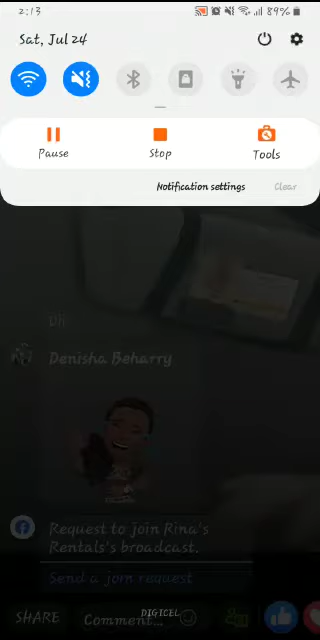 2:13
89%
Sat, Jul 24
Pause
Stop
Tools
Notification settings
Clear
Denisha Beharry
Request to join Rina's
Rentals's broadcast.
Send a join request
SHARE
Comment...
DIGICEL